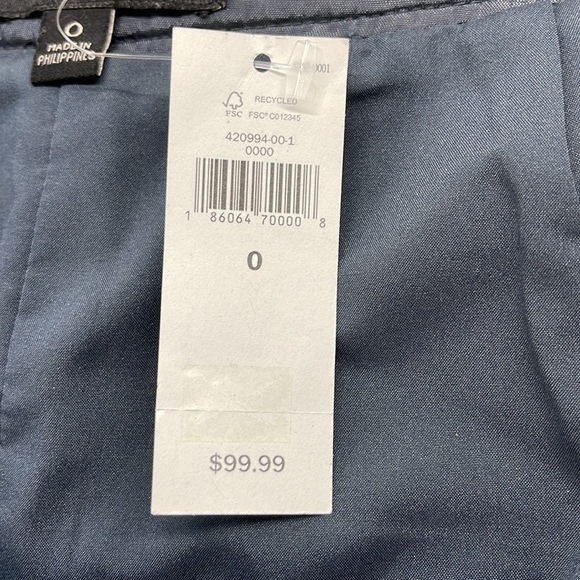 0
MADE IN
PHILIPPINES
0001
RECYCLED
FSC FSC® C012345
420994-00-1
0000
1 86064 70000 8
0
$99.99